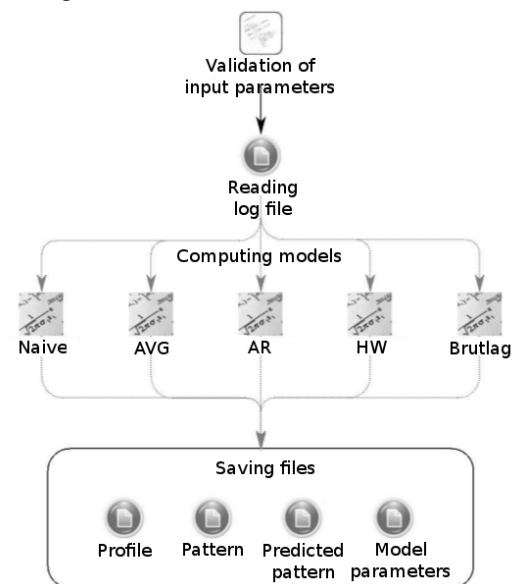 Validation of
input parameters
Reading
log file
Computing models
Naive AVG AR HW Brutlag
Saving files
Profile Pattern Predicted pattern Model parameters